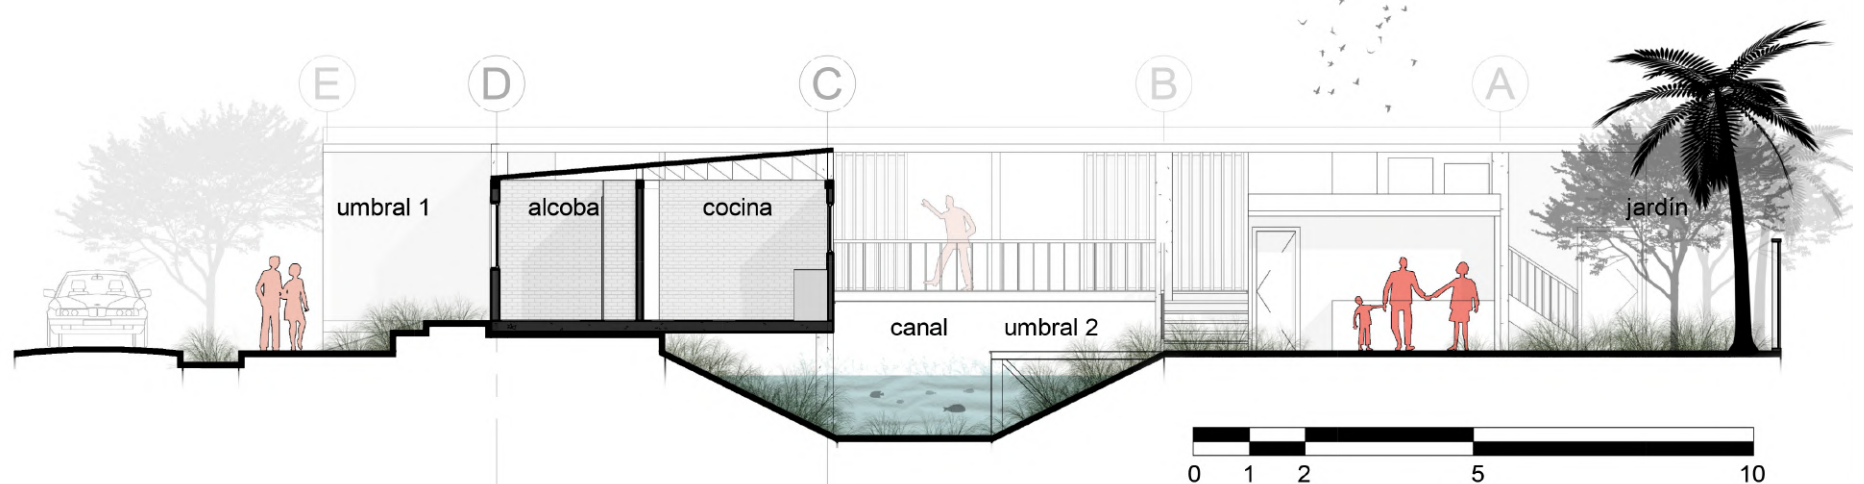 E D C B A
umbral 1
alcoba
cocina
jardín
canal
umbral 2
0 1 2 5 10